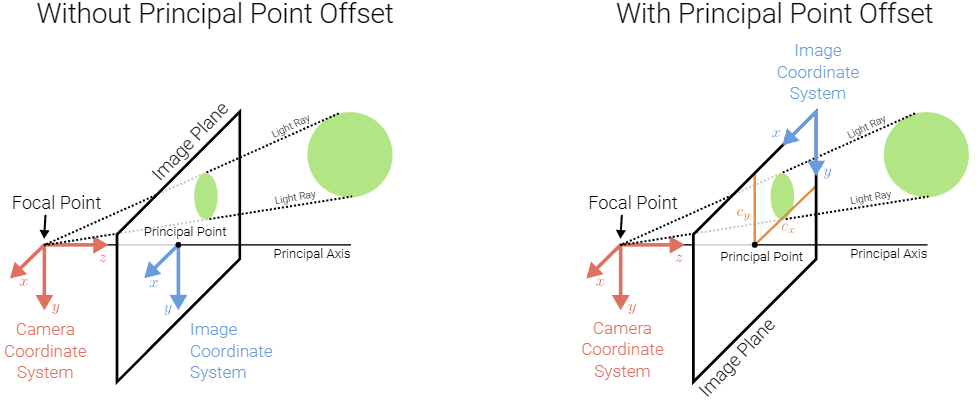 Without Principal Point Offset
Image Plane
Light Ray
Light Ray
Focal Point
Principal Point
Principal Axis
z
x
y
x
y
Camera
Coordinate
System
Image
Coordinate
System
With Principal Point Offset
Image
Coordinate
System
x
y
Light Ray
Light Ray
Focal Point
c_y
c_x
Principal Point
Principal Axis
z
x
y
Camera
Coordinate
System
Image Plane